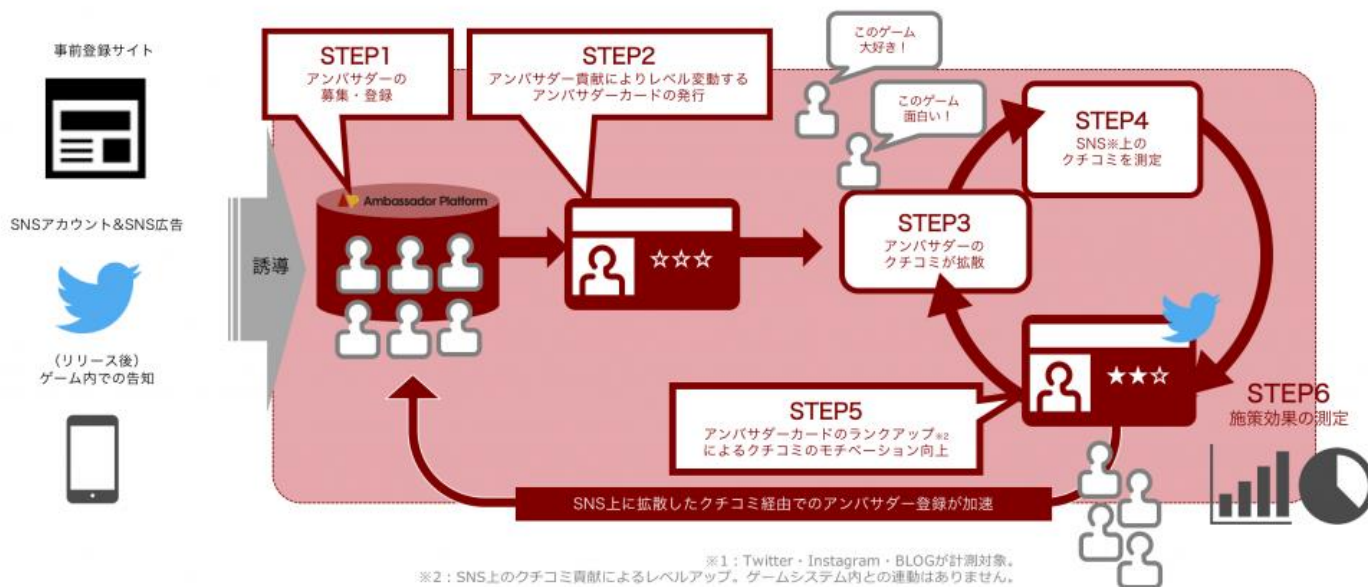 事前登録サイト
SNSアカウント&SNS広告
(リリース後)
ゲーム内での告知
誘導
STEP1
アンバサダーの
募集・登録
Ambassador Platform
STEP2
アンバサダー貢献によりレベル変動する
アンバサダーカードの発行
☆☆☆
このゲーム
大好き！
このゲーム
面白い！
STEP3
アンバサダーの
クチコミが拡散
STEP4
SNS※上の
クチコミを測定
★★☆
STEP5
アンバサダーカードのランクアップ※2
によるクチコミのモチベーション向上
STEP6
施策効果の測定
SNS上に拡散したクチコミ経由でのアンバサダー登録が加速
※1：Twitter・Instagram・BLOGが計測対象。
※2：SNS上のクチコミ貢献によるレベルアップ。ゲームシステム内との連動はありません。